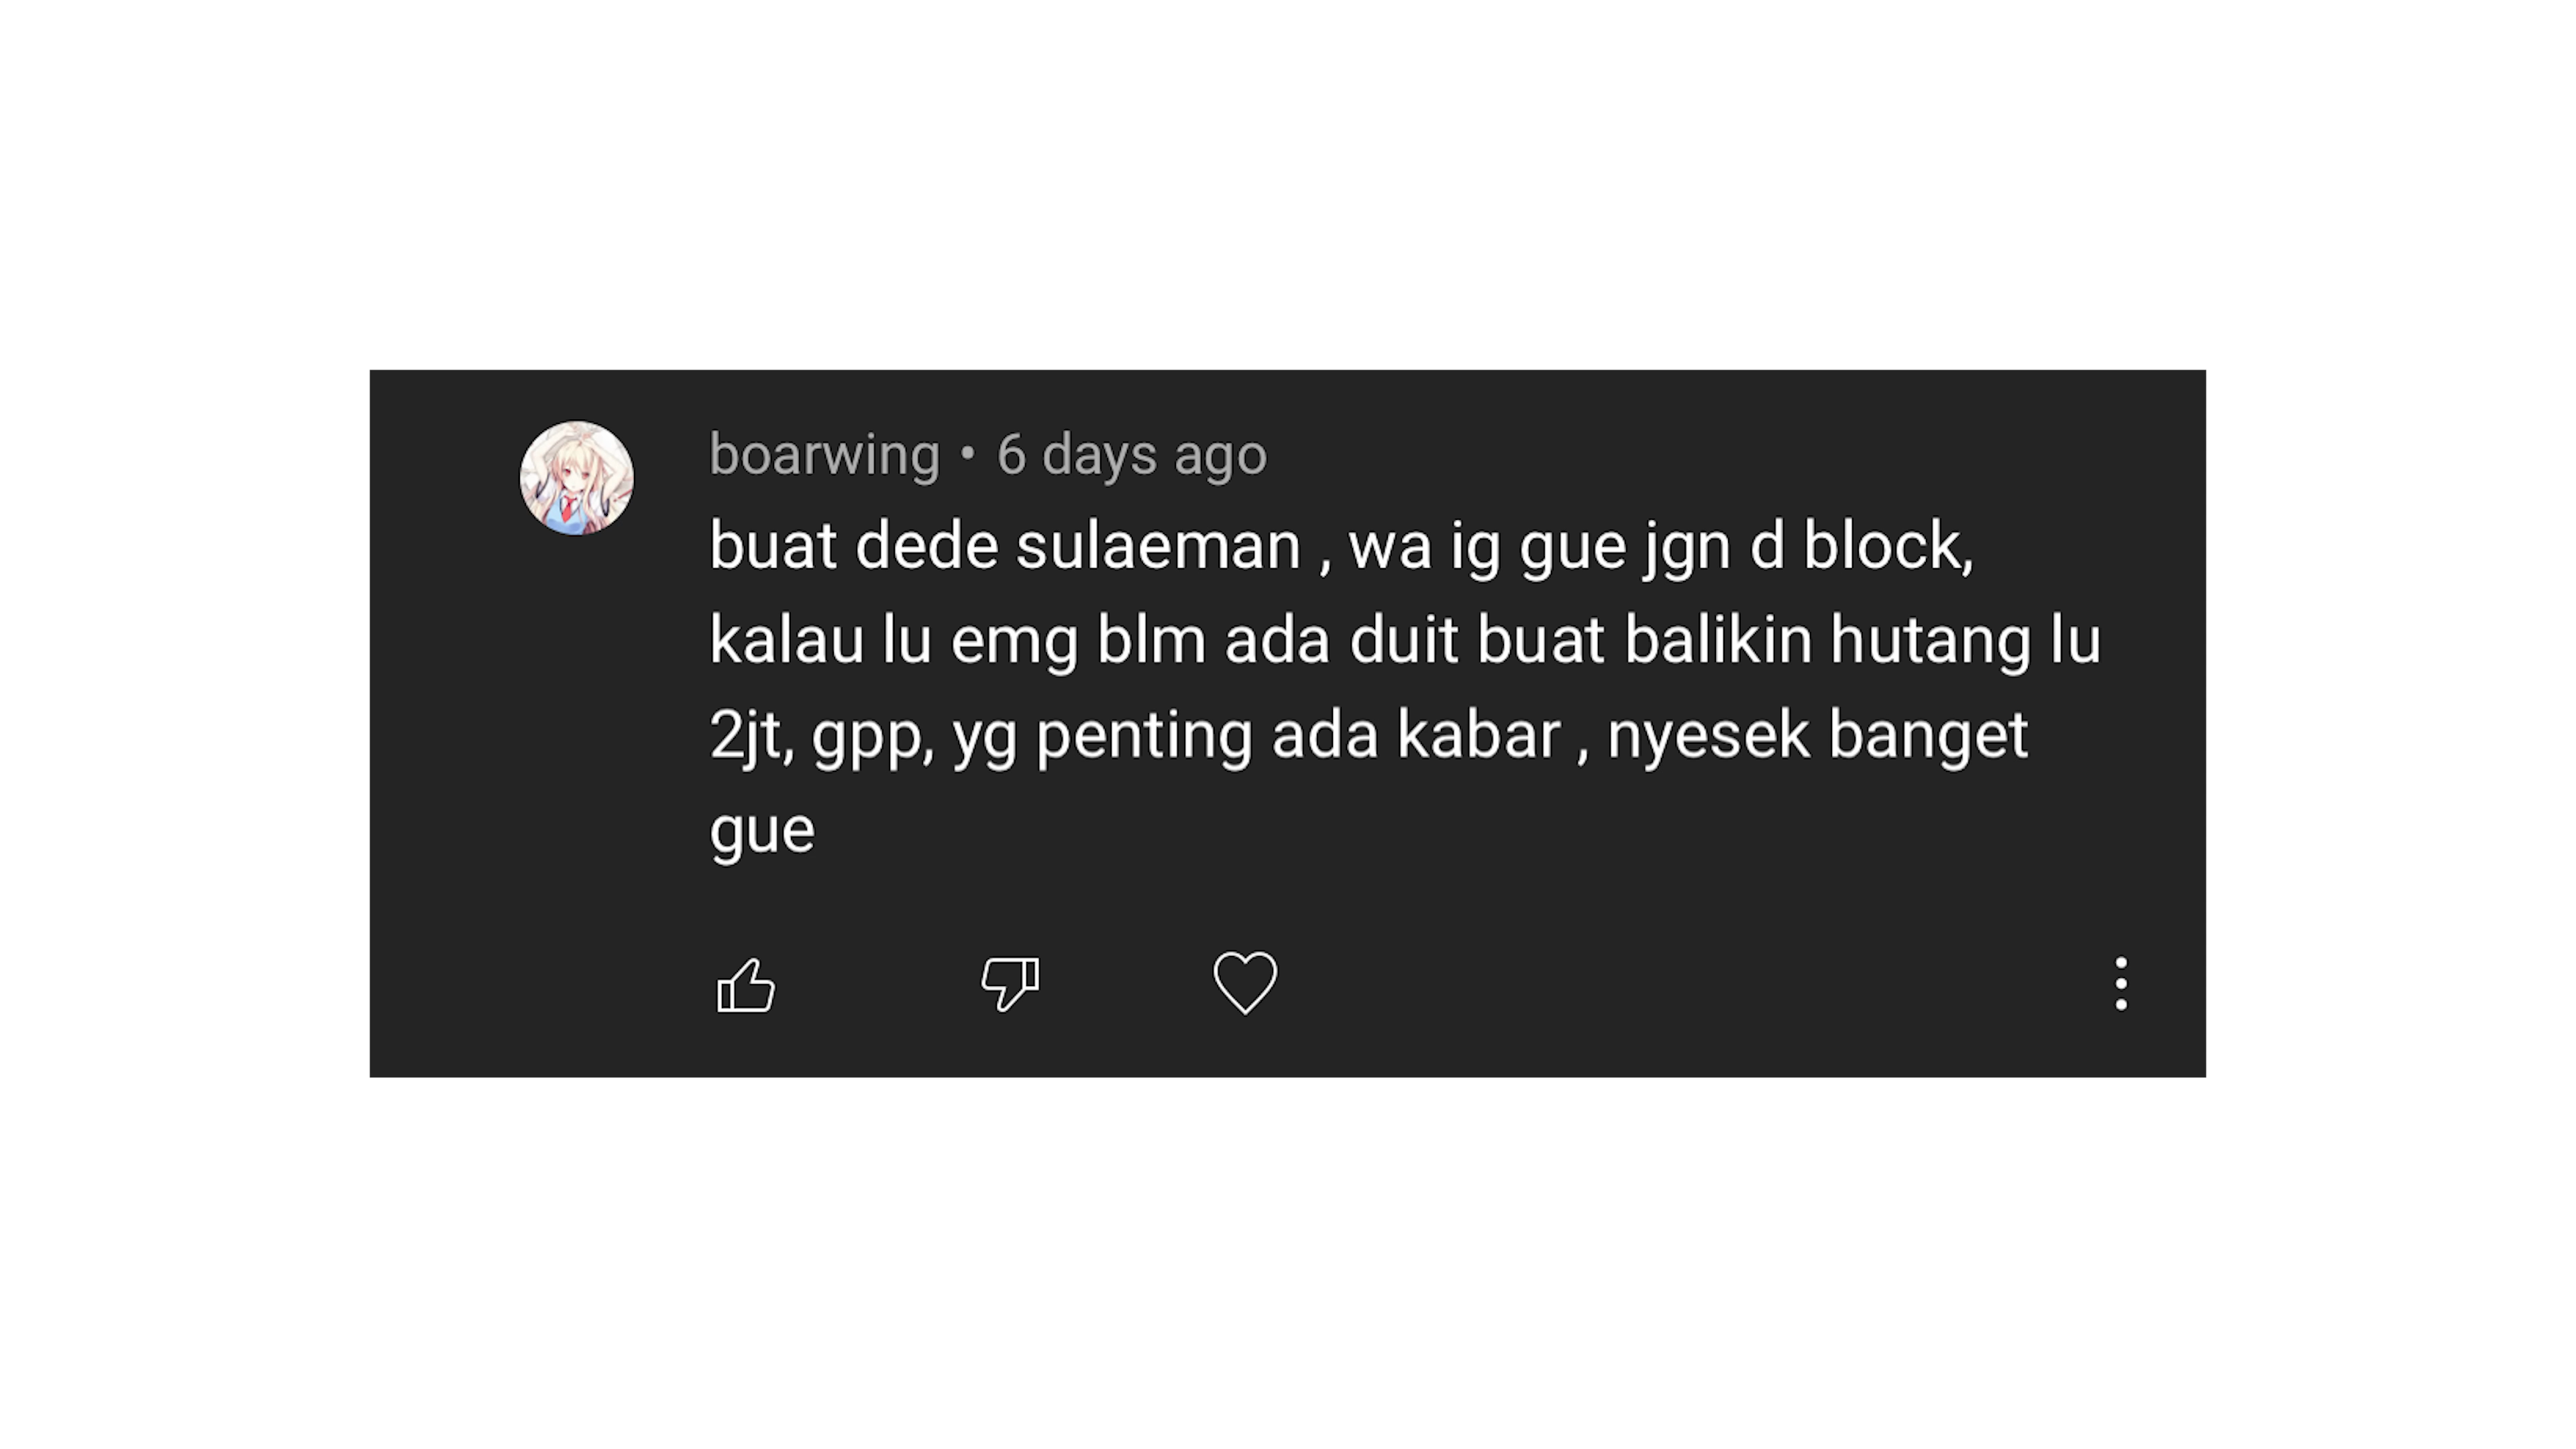 boarwing • 6 days ago
buat dede sulaeman , wa ig gue jgn d block,
kalau lu emg blm ada duit buat balikin hutang lu
2jt, gpp, yg penting ada kabar , nyesek banget
gue